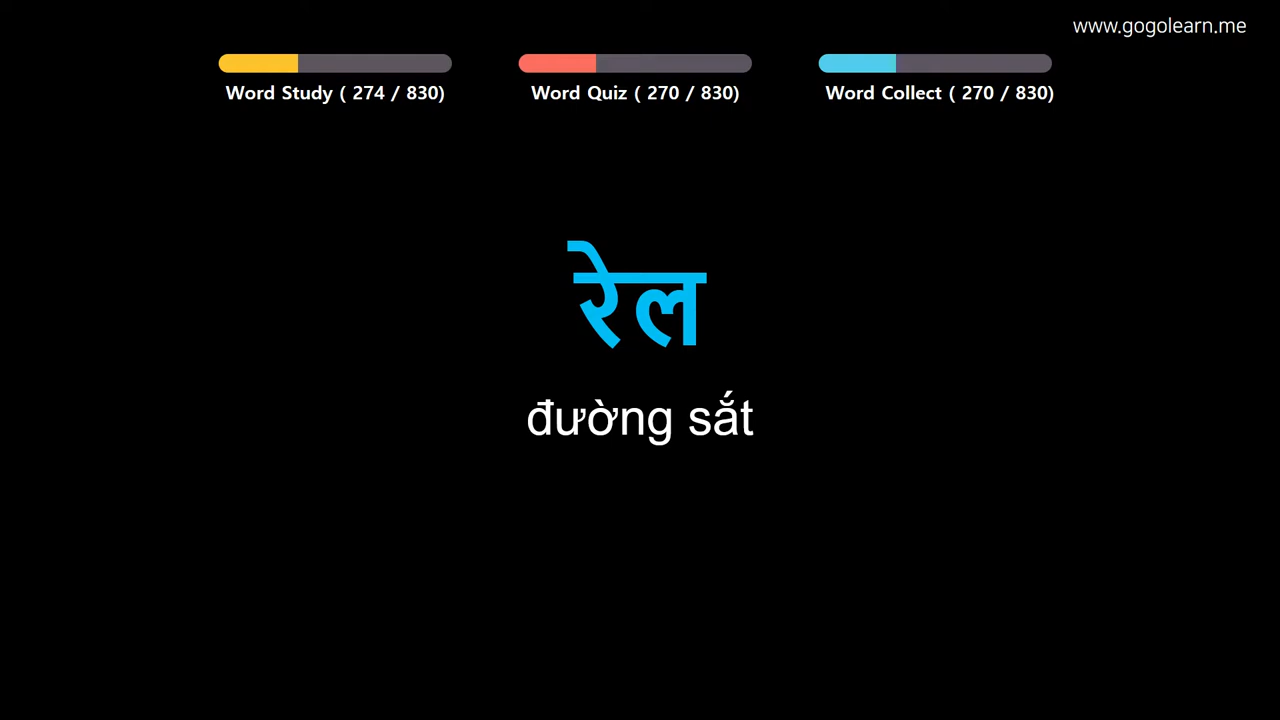 www.gogolearn.me
Word Study ( 274 / 830)
Word Quiz ( 270 / 830)
Word Collect ( 270 / 830)
रेल
đường sắt